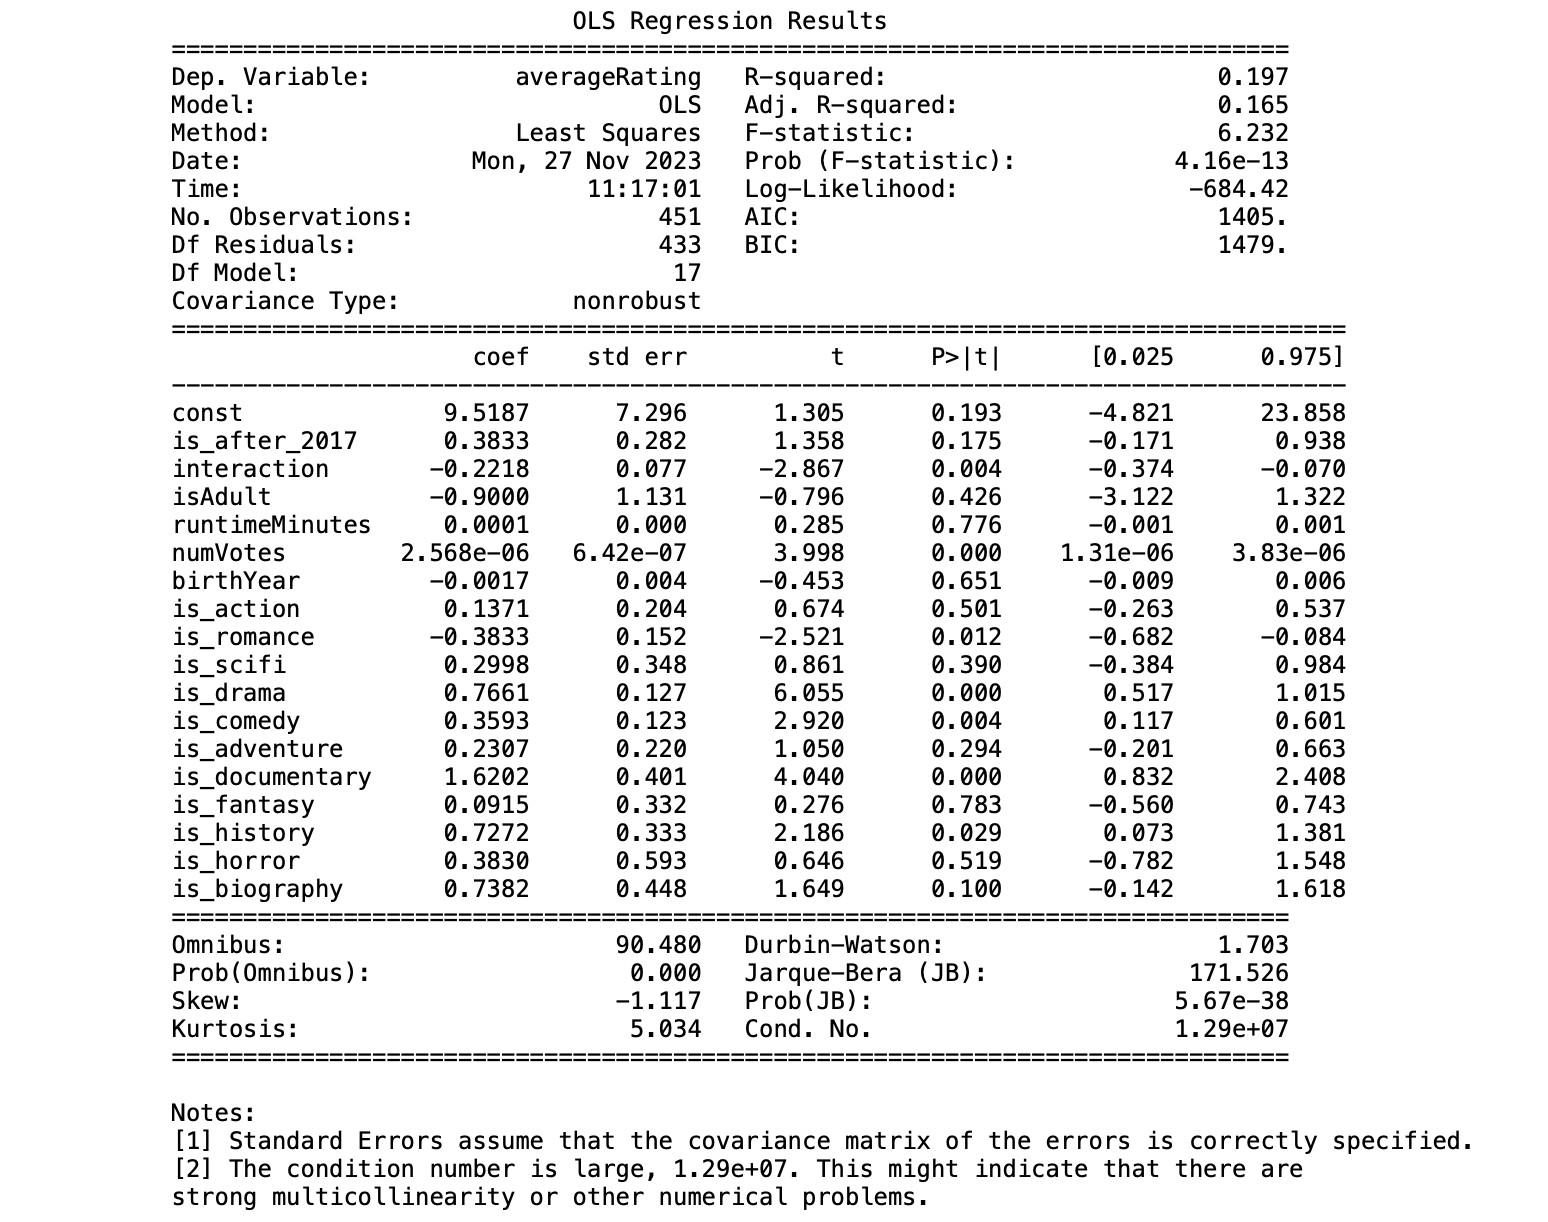 OLS Regression Results
==============================================================================
Dep. Variable:          averageRating   R-squared:                       0.197
Model:                            OLS   Adj. R-squared:                  0.165
Method:                 Least Squares   F-statistic:                     6.232
Date:                Mon, 27 Nov 2023   Prob (F-statistic):           4.16e-13
Time:                        11:17:01   Log-Likelihood:                -684.42
No. Observations:                 451   AIC:                             1405.
Df Residuals:                     433   BIC:                             1479.
Df Model:                          17
Covariance Type:            nonrobust
==================================================================================
                     coef    std err          t      P>|t|      [0.025      0.975]
----------------------------------------------------------------------------------
const              9.5187      7.296      1.305      0.193      -4.821      23.858
is_after_2017      0.3833      0.282      1.358      0.175      -0.171       0.938
interaction       -0.2218      0.077     -2.867      0.004      -0.374      -0.070
isAdult           -0.9000      1.131     -0.796      0.426      -3.122       1.322
runtimeMinutes     0.0001      0.000      0.285      0.776      -0.001       0.001
numVotes        2.568e-06   6.42e-07      3.998      0.000    1.31e-06    3.83e-06
birthYear         -0.0017      0.004     -0.453      0.651      -0.009       0.006
is_action          0.1371      0.204      0.674      0.501      -0.263       0.537
is_romance        -0.3833      0.152     -2.521      0.012      -0.682      -0.084
is_scifi           0.2998      0.348      0.861      0.390      -0.384       0.984
is_drama           0.7661      0.127      6.055      0.000       0.517       1.015
is_comedy          0.3593      0.123      2.920      0.004       0.117       0.601
is_adventure       0.2307      0.220      1.050      0.294      -0.201       0.663
is_documentary     1.6202      0.401      4.040      0.000       0.832       2.408
is_fantasy         0.0915      0.332      0.276      0.783      -0.560       0.743
is_history         0.7272      0.333      2.186      0.029       0.073       1.381
is_horror          0.3830      0.593      0.646      0.519      -0.782       1.548
is_biography       0.7382      0.448      1.649      0.100      -0.142       1.618
==============================================================================
Omnibus:                       90.480   Durbin-Watson:                   1.703
Prob(Omnibus):                  0.000   Jarque-Bera (JB):              171.526
Skew:                          -1.117   Prob(JB):                     5.67e-38
Kurtosis:                       5.034   Cond. No.                     1.29e+07
==============================================================================
Notes:
[1] Standard Errors assume that the covariance matrix of the errors is correctly specified.
[2] The condition number is large, 1.29e+07. This might indicate that there are
strong multicollinearity or other numerical problems.